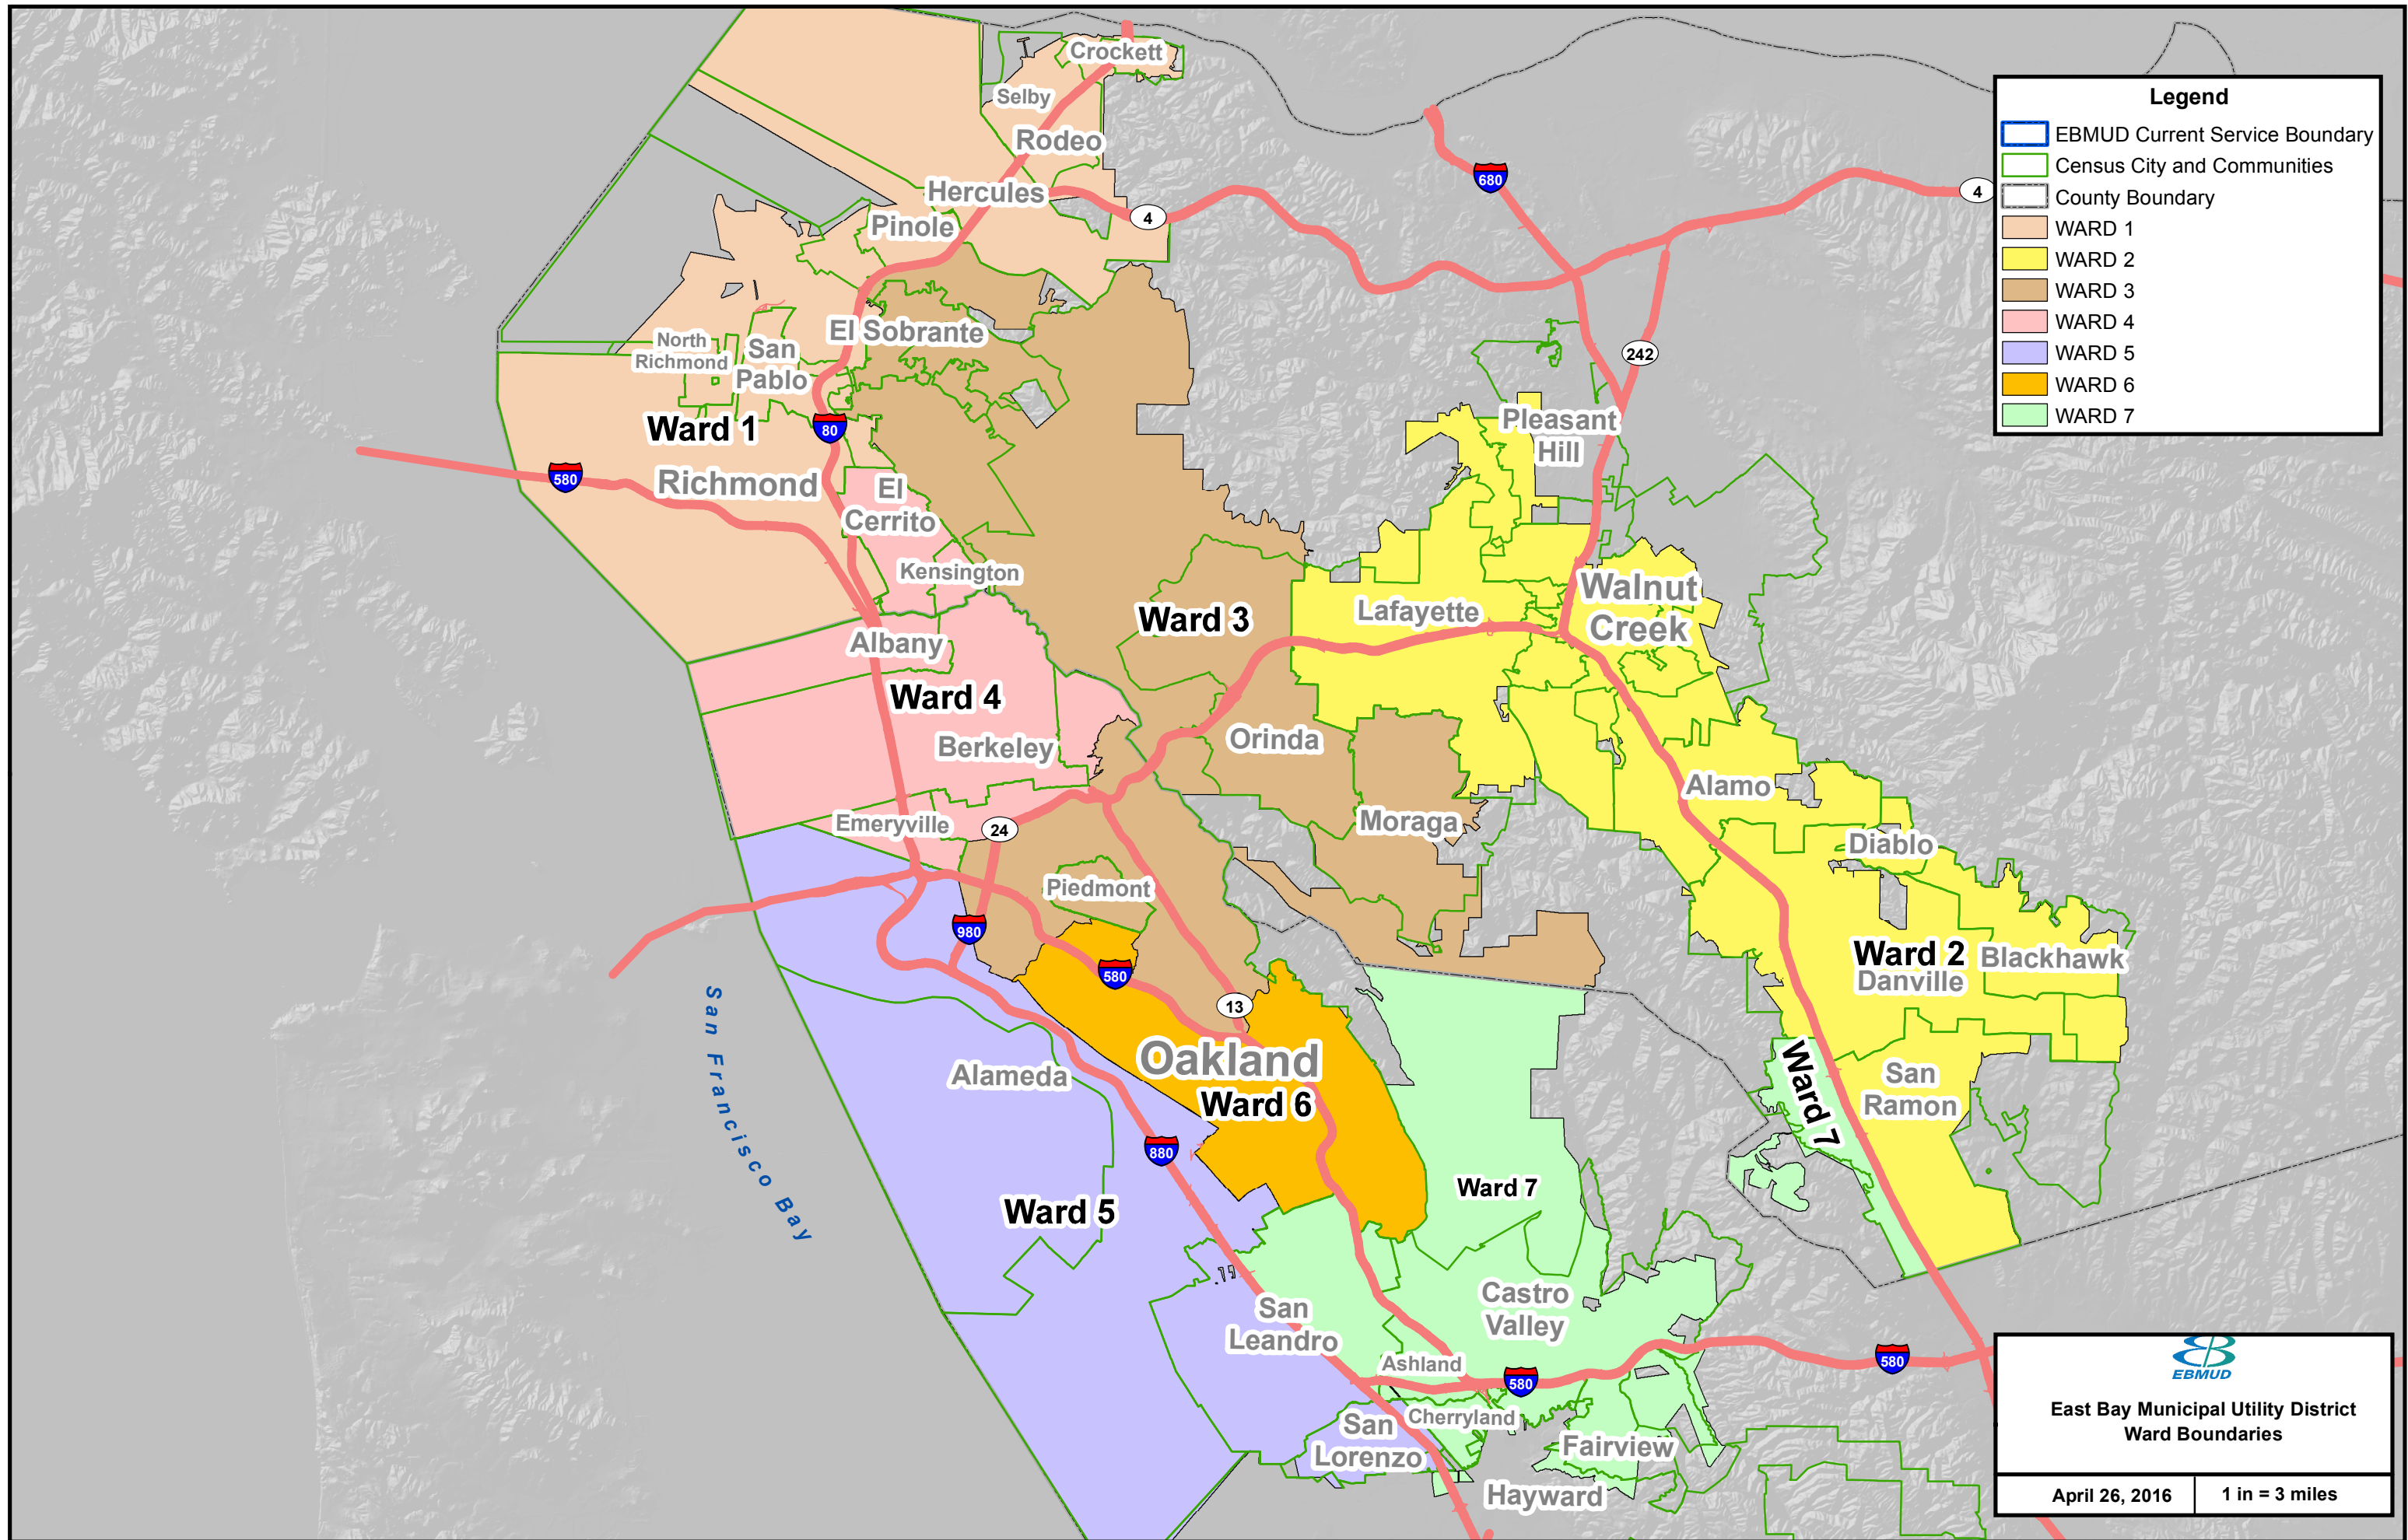 Crockett
Selby
Rodeo
Hercules
Pinole
4
680
4
El Sobrante
North
Richmond
San
Pablo
242
Ward 1
80
580
Richmond
El
Cerrito
Kensington
Pleasant
Hill
Walnut
Creek
Lafayette
Ward 3
Albany
Ward 4
Berkeley
Orinda
Alamo
Moraga
Emeryville
24
Diablo
Piedmont
980
580
13
Ward 2
Blackhawk
Danville
San Francisco Bay
Oakland
Ward 6
Alameda
San
Ramon
Ward 7
880
Ward 7
Ward 5
San
Leandro
Castro
Valley
Ashland
580
580
Cherryland
San
Lorenzo
Fairview
Hayward
Legend
EBMUD Current Service Boundary
Census City and Communities
County Boundary
WARD 1
WARD 2
WARD 3
WARD 4
WARD 5
WARD 6
WARD 7
EBMUD
East Bay Municipal Utility District
Ward Boundaries
April 26, 2016
1 in = 3 miles